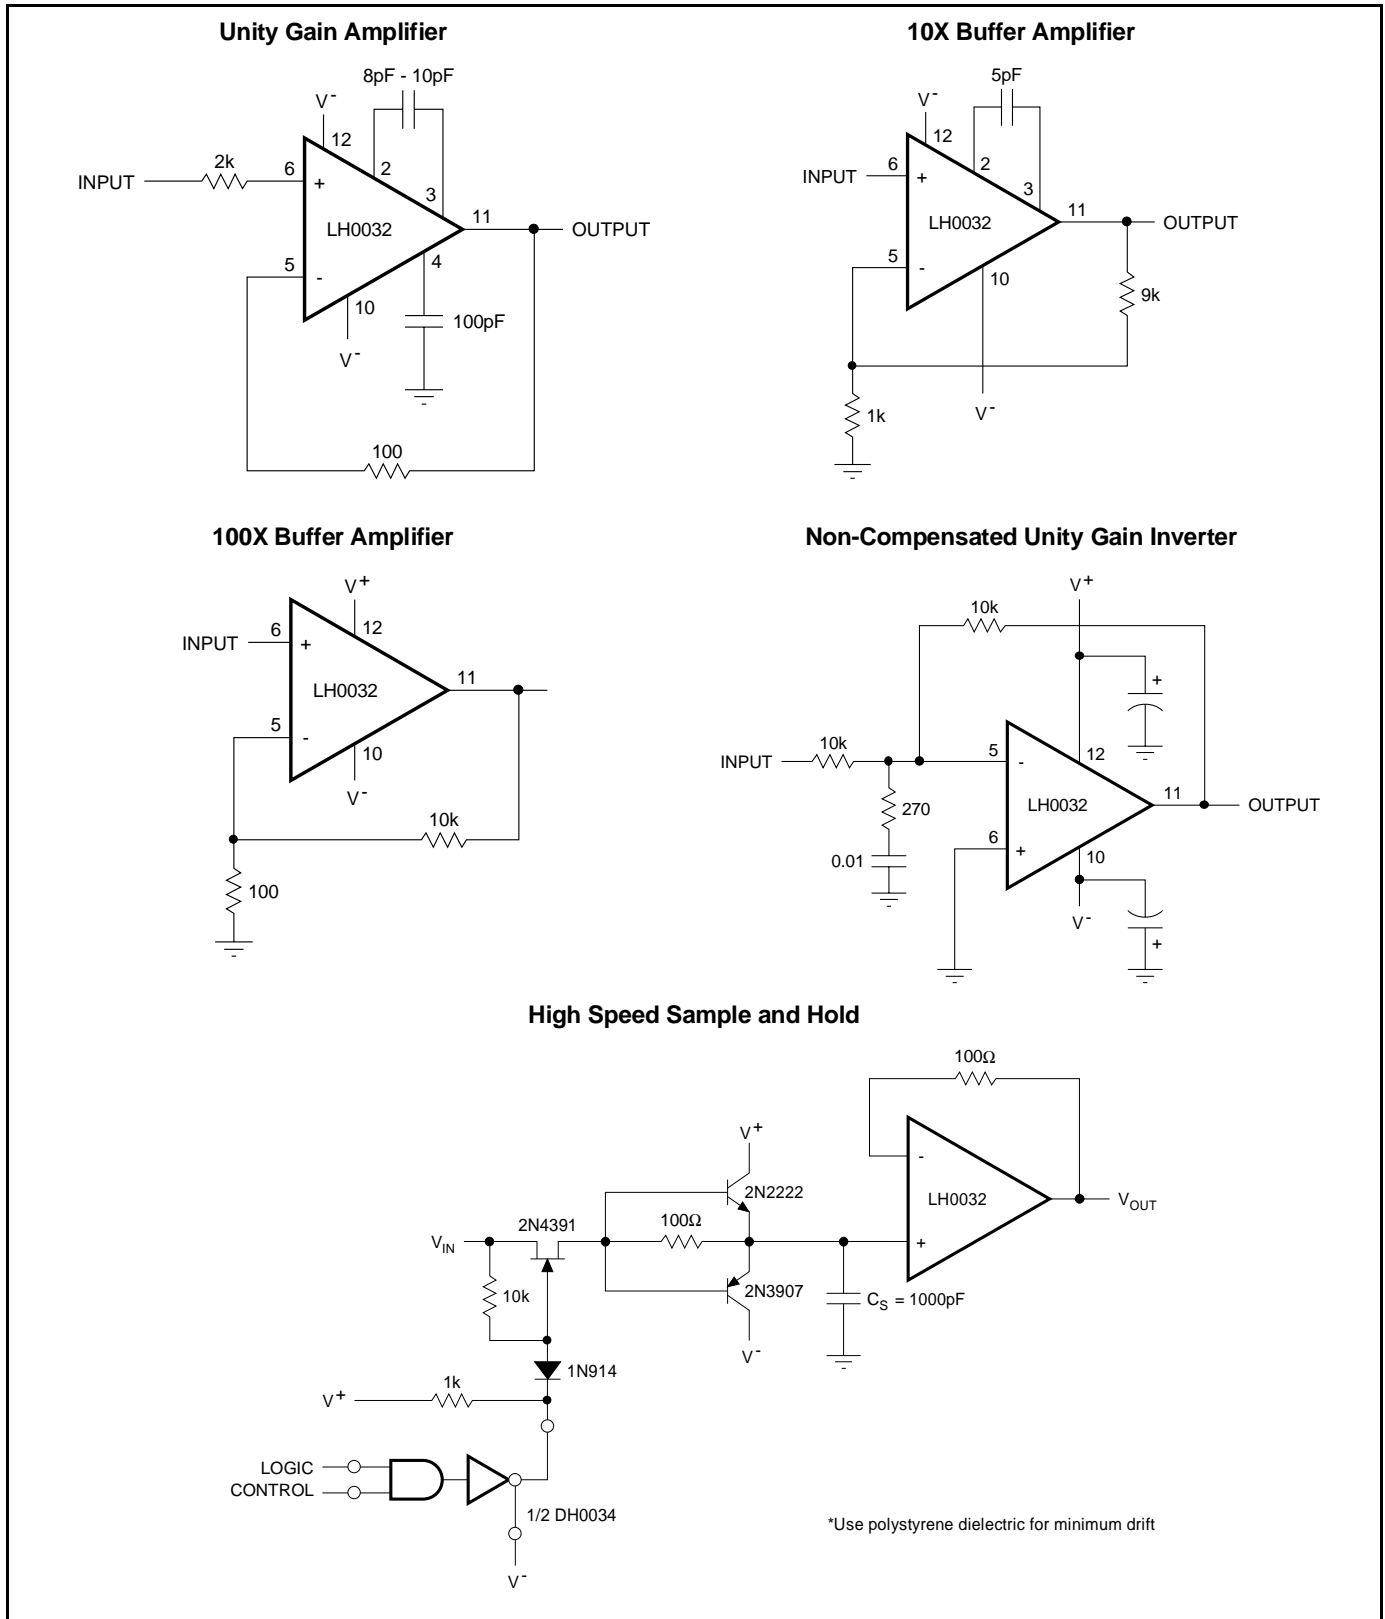 Unity Gain Amplifier
8pF - 10pF
V-
12
2k
6
2
INPUT
+
3
11
LH0032
OUTPUT
4
5
-
10
100pF
V-
100
10X Buffer Amplifier
5pF
V-
12
6
2
INPUT
+
3
11
LH0032
OUTPUT
5
-
10
9k
1k
V-
100X Buffer Amplifier
V+
6
12
INPUT
+
11
LH0032
5
-
10
V-
10k
100
Non-Compensated Unity Gain Inverter
V+
10k
+
10k
5
INPUT
-
12
11
270
LH0032
OUTPUT
6
0.01
+
10
V-
+
High Speed Sample and Hold
100Ω
V+
-
2N2222
LH0032
VOUT
2N4391
100Ω
VIN
+
10k
2N3907
CS = 1000pF
V-
1N914
1k
V+
LOGIC
CONTROL
1/2 DH0034
*Use polystyrene dielectric for minimum drift
V-